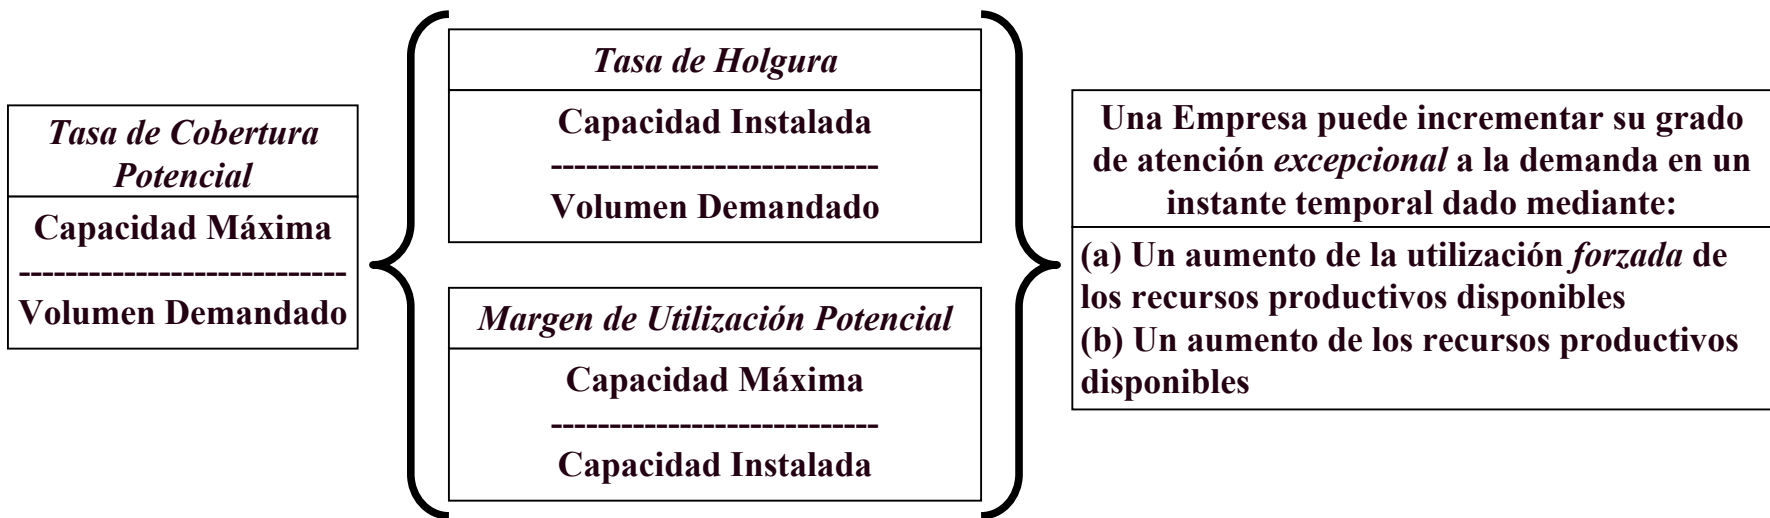 Tasa de Cobertura
Potencial
Capacidad Máxima
----------------------------
Volumen Demandado
Tasa de Holgura
Capacidad Instalada
----------------------------
Volumen Demandado
Margen de Utilización Potencial
Capacidad Máxima
----------------------------
Capacidad Instalada
Una Empresa puede incrementar su grado
de atención excepcional a la demanda en un
instante temporal dado mediante:
(a) Un aumento de la utilización forzada de
los recursos productivos disponibles
(b) Un aumento de los recursos productivos
disponibles